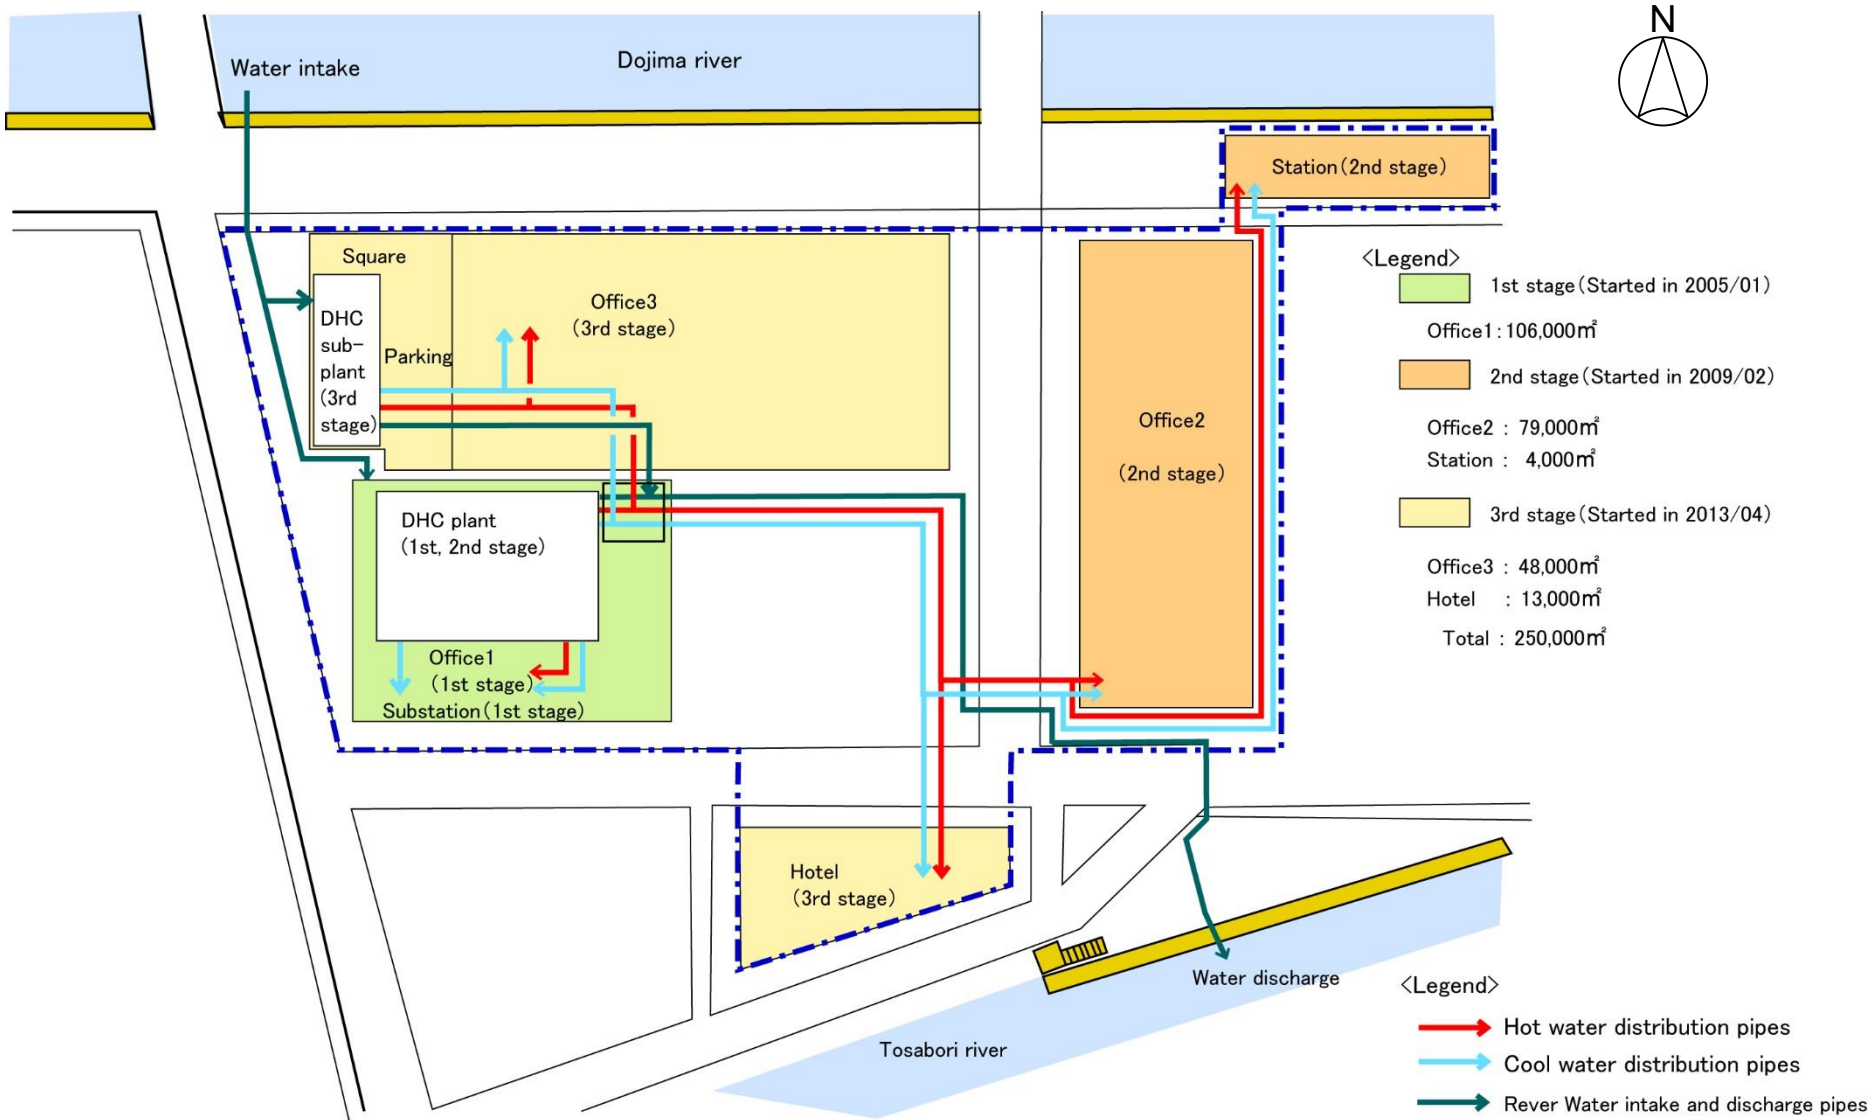 N
Water intake
Dojima river
Station(2nd stage)
Square
DHC
sub-
plant
(3rd
stage)
Parking
Office3
(3rd stage)
Office2
(2nd stage)
DHC plant
(1st, 2nd stage)
Office1
(1st stage)
Substation(1st stage)
Hotel
(3rd stage)
Water discharge
Tosabori river
<Legend>
1st stage(Started in 2005/01)
Office1:106,000㎡
2nd stage(Started in 2009/02)
Office2 : 79,000㎡
Station : 4,000㎡
3rd stage(Started in 2013/04)
Office3 : 48,000㎡
Hotel : 13,000㎡
Total : 250,000㎡
<Legend>
Hot water distribution pipes
Cool water distribution pipes
Rever Water intake and discharge pipes